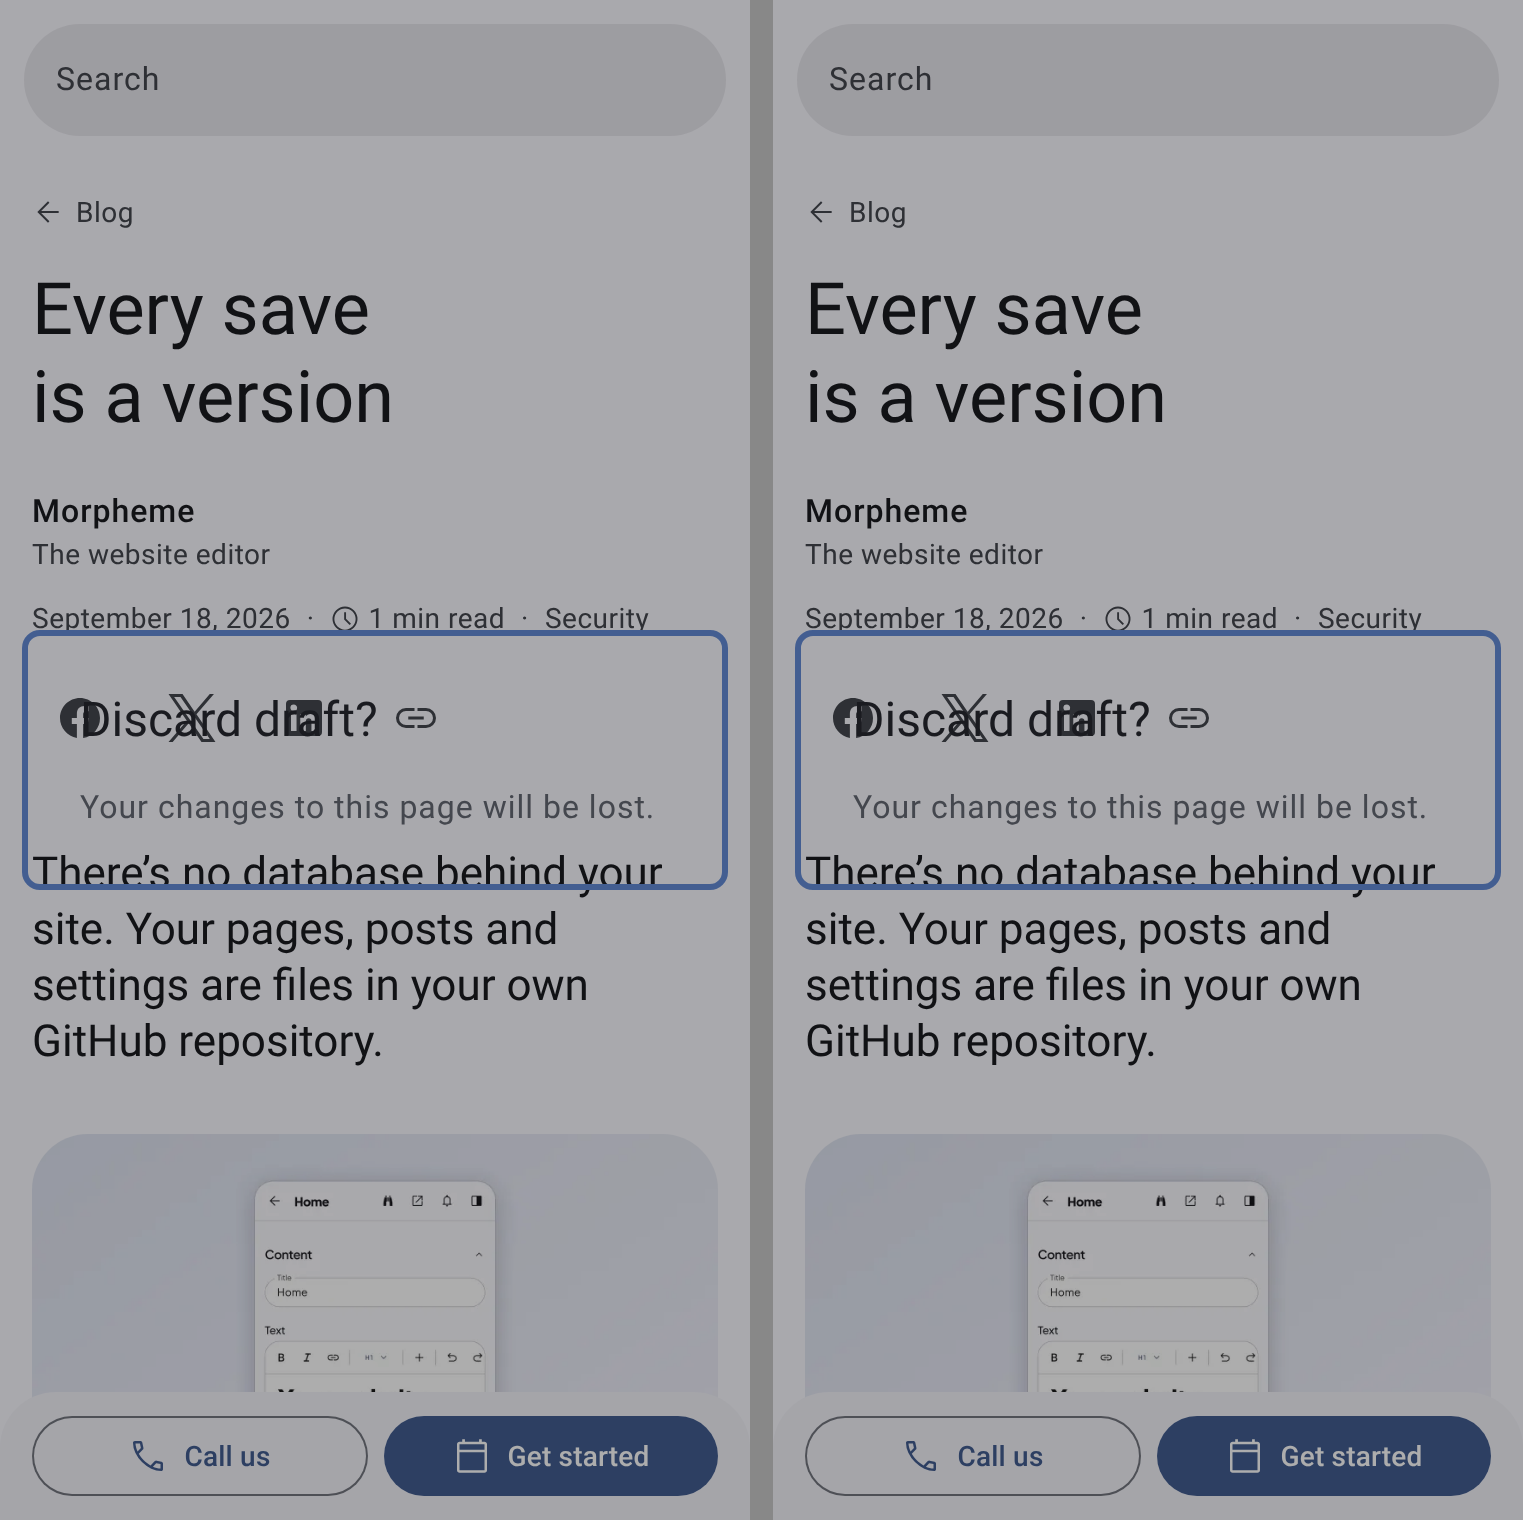 Search
Blog
Every save
is a version
Morpheme
The website editor
September 18, 2026 · 1 min read · Security
Discard draft?
Your changes to this page will be lost.
There’s no database behind your
site. Your pages, posts and
settings are files in your own
GitHub repository.
Home
Content
Title
Home
Text
B I H1
Call us
Get started
Search
Blog
Every save
is a version
Morpheme
The website editor
September 18, 2026 · 1 min read · Security
Discard draft?
Your changes to this page will be lost.
There’s no database behind your
site. Your pages, posts and
settings are files in your own
GitHub repository.
Home
Content
Title
Home
Text
B I H1
Call us
Get started